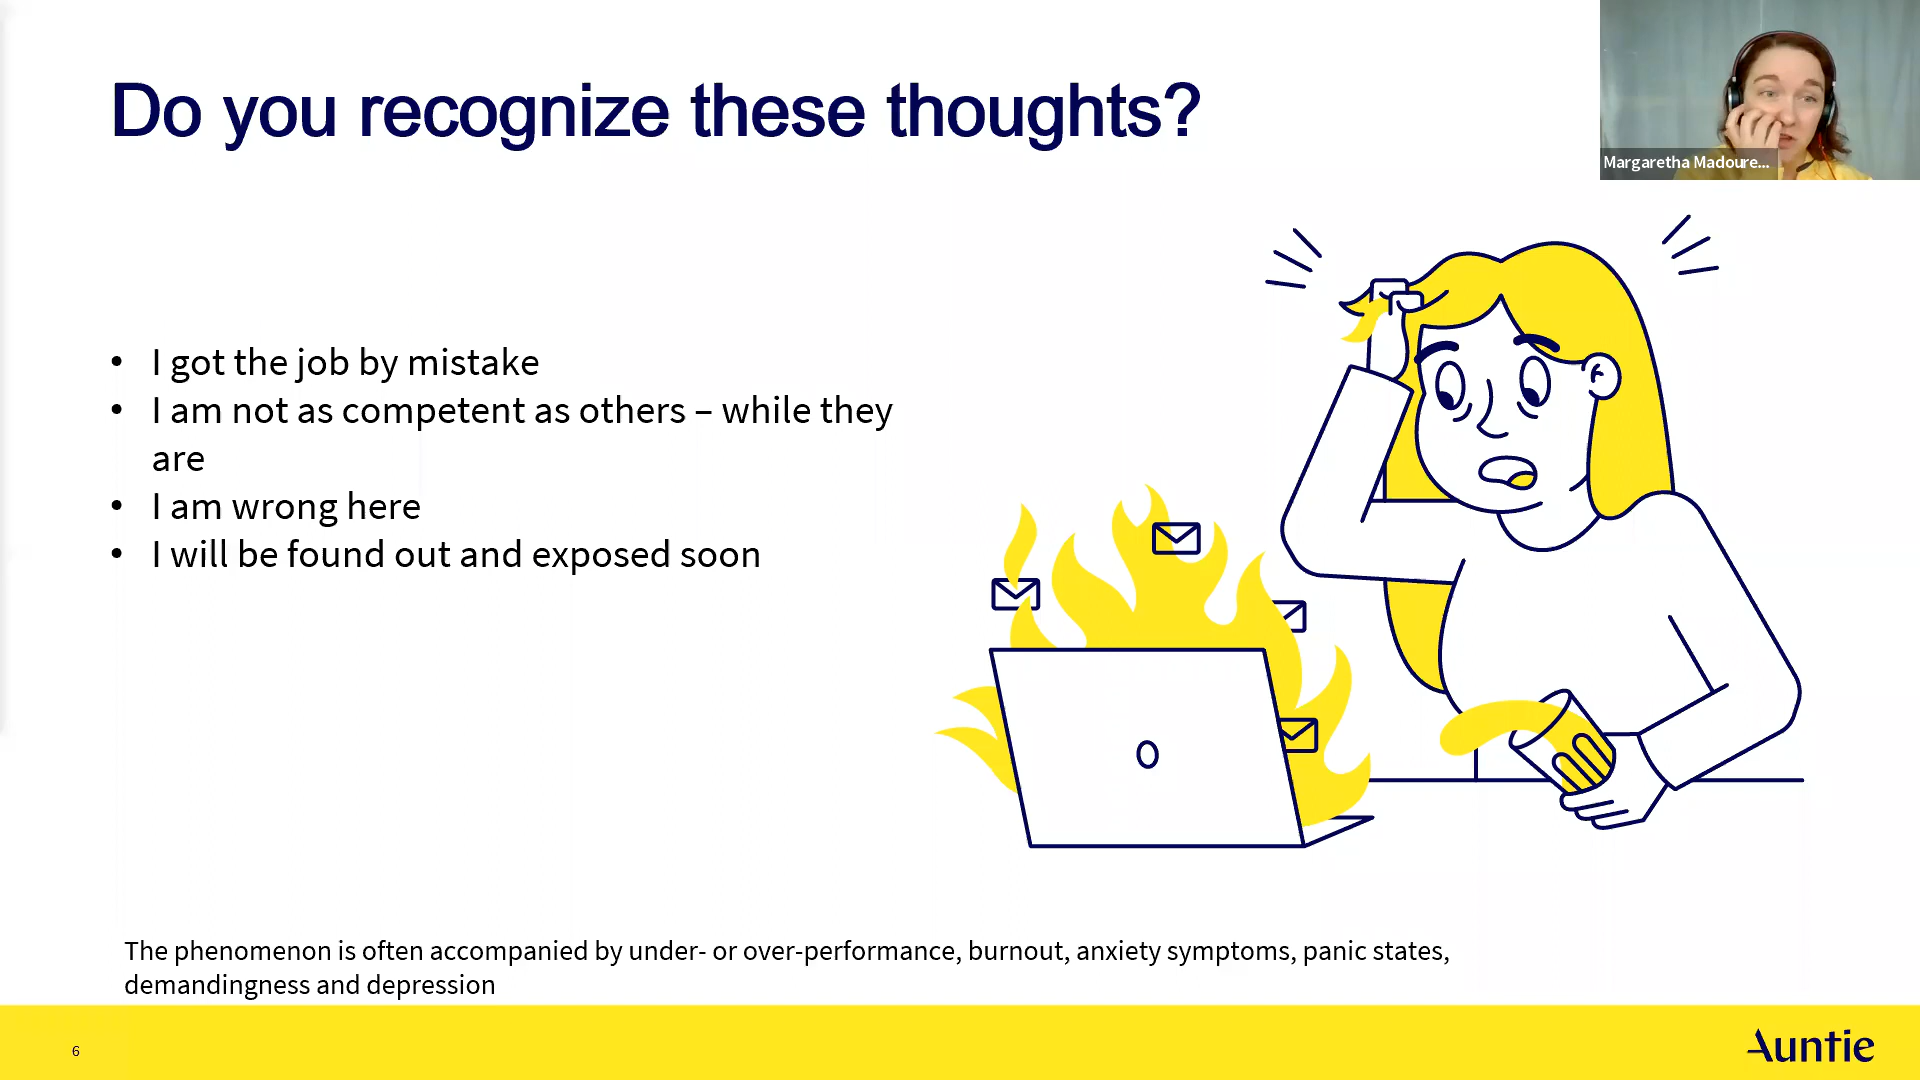 Do you recognize these thoughts?
Margaretha Madoure...
• I got the job by mistake
• I am not as competent as others – while they
are
• I am wrong here
• I will be found out and exposed soon
The phenomenon is often accompanied by under- or over-performance, burnout, anxiety symptoms, panic states,
demandingness and depression
6
Auntie